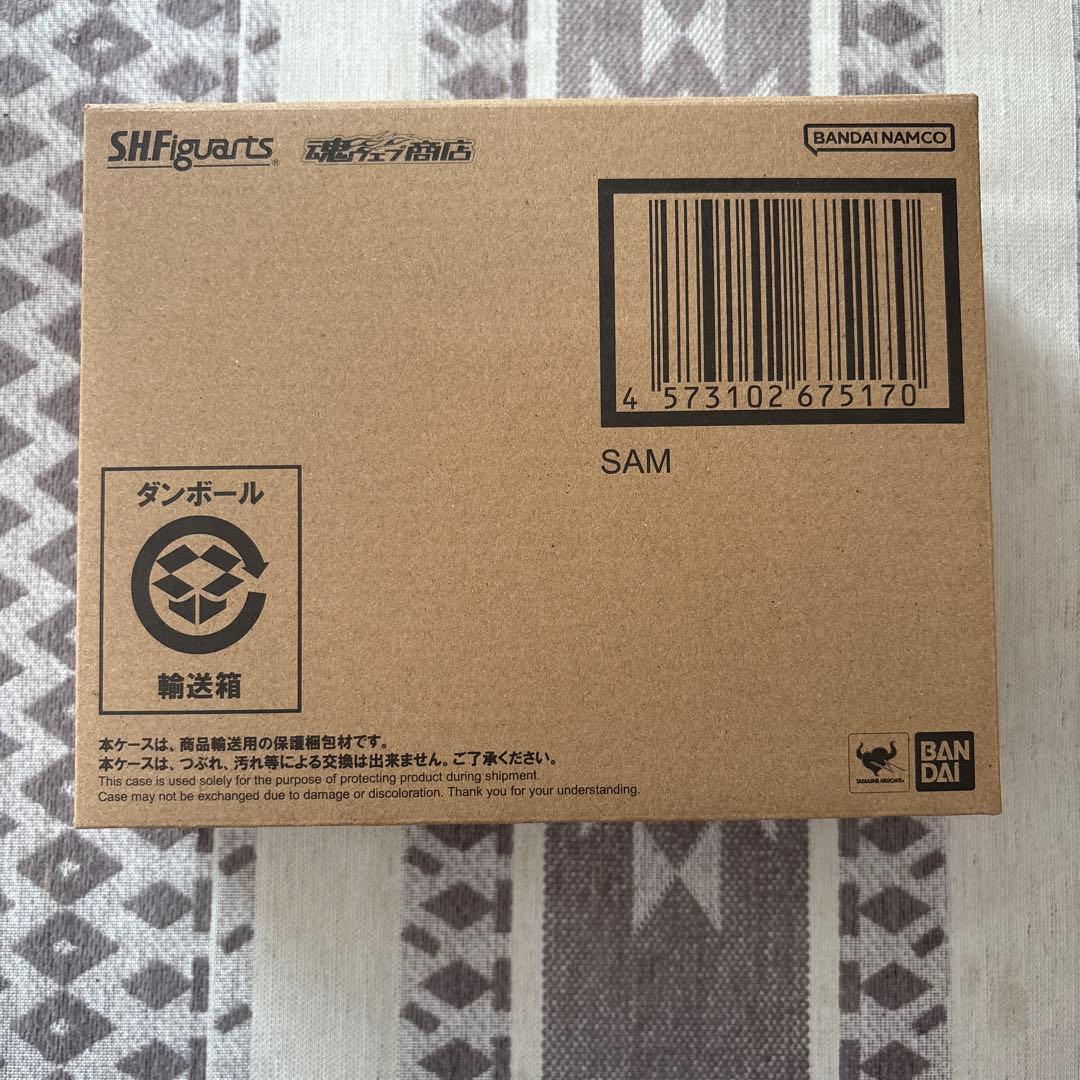 S.H.Figuarts®
魂ウェブ商店
BANDAI NAMCO
4 573102 675170
SAM
ダンボール
輸送箱
本ケースは、商品輸送用の保護梱包材です。
本ケースは、つぶれ、汚れ等による交換は出来ません。ご了承ください。
This case is used solely for the purpose of protecting product during shipment.
Case may not be exchanged due to damage or discoloration. Thank you for your understanding.
TAMASHII NATIONS
BAN
DAI